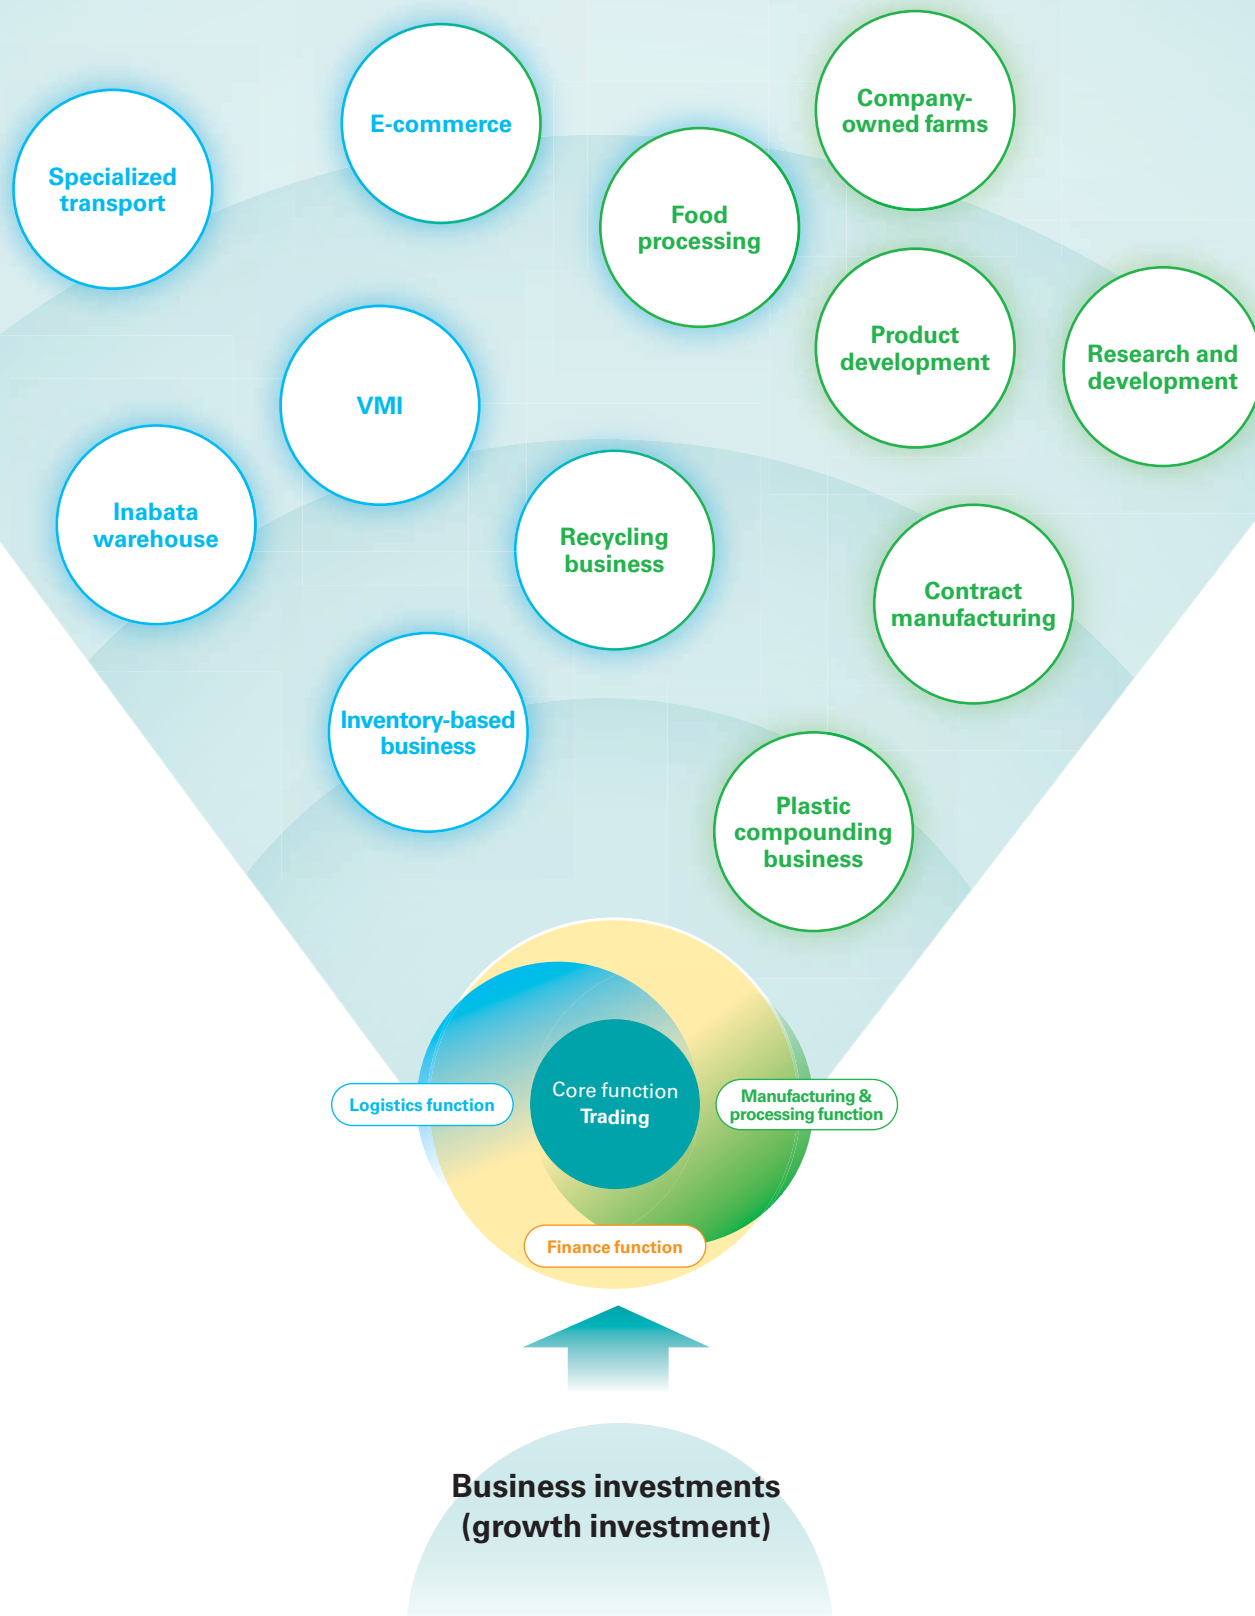 Company-
owned farms
E-commerce
Specialized
transport
Food
processing
Product
development
Research and
development
VMI
Inabata
warehouse
Recycling
business
Contract
manufacturing
Inventory-based
business
Plastic
compounding
business
Core function
Trading
Logistics function
Manufacturing &
processing function
Finance function
Business investments
(growth investment)